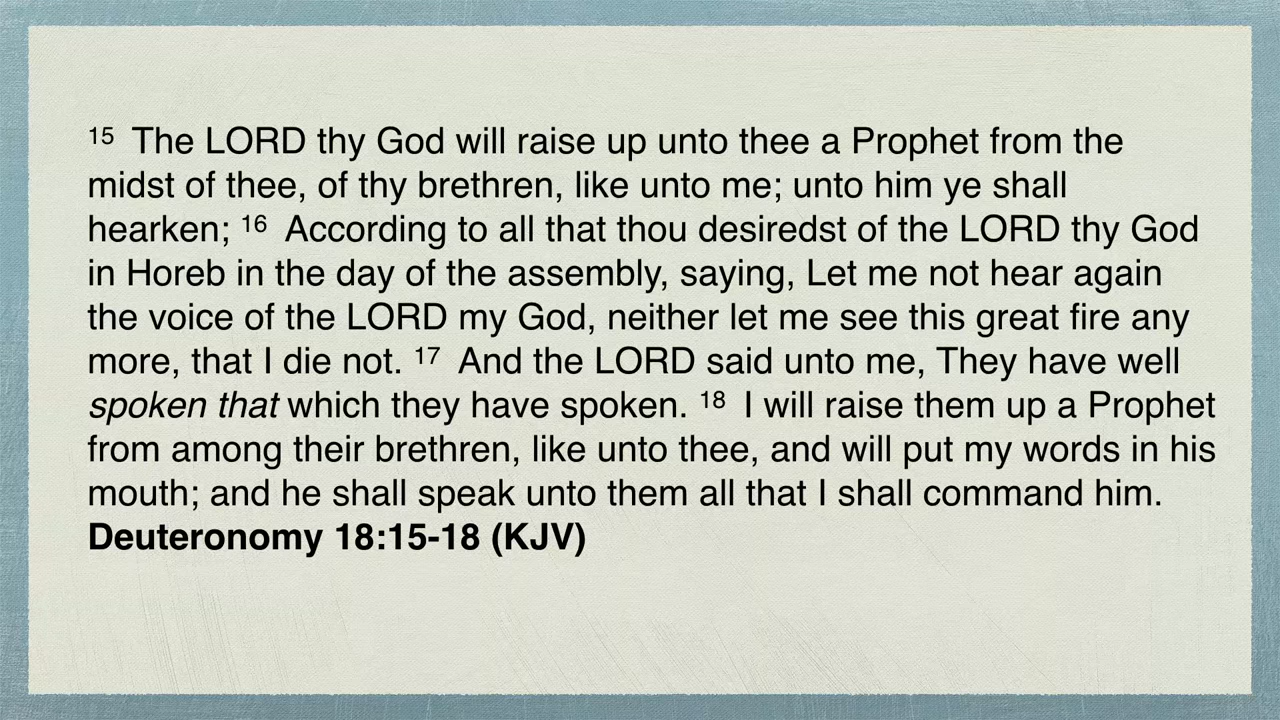 15 The LORD thy God will raise up unto thee a Prophet from the
midst of thee, of thy brethren, like unto me; unto him ye shall
hearken; 16 According to all that thou desiredst of the LORD thy God
in Horeb in the day of the assembly, saying, Let me not hear again
the voice of the LORD my God, neither let me see this great fire any
more, that I die not. 17 And the LORD said unto me, They have well
spoken that which they have spoken. 18 I will raise them up a Prophet
from among their brethren, like unto thee, and will put my words in his
mouth; and he shall speak unto them all that I shall command him.
Deuteronomy 18:15-18 (KJV)